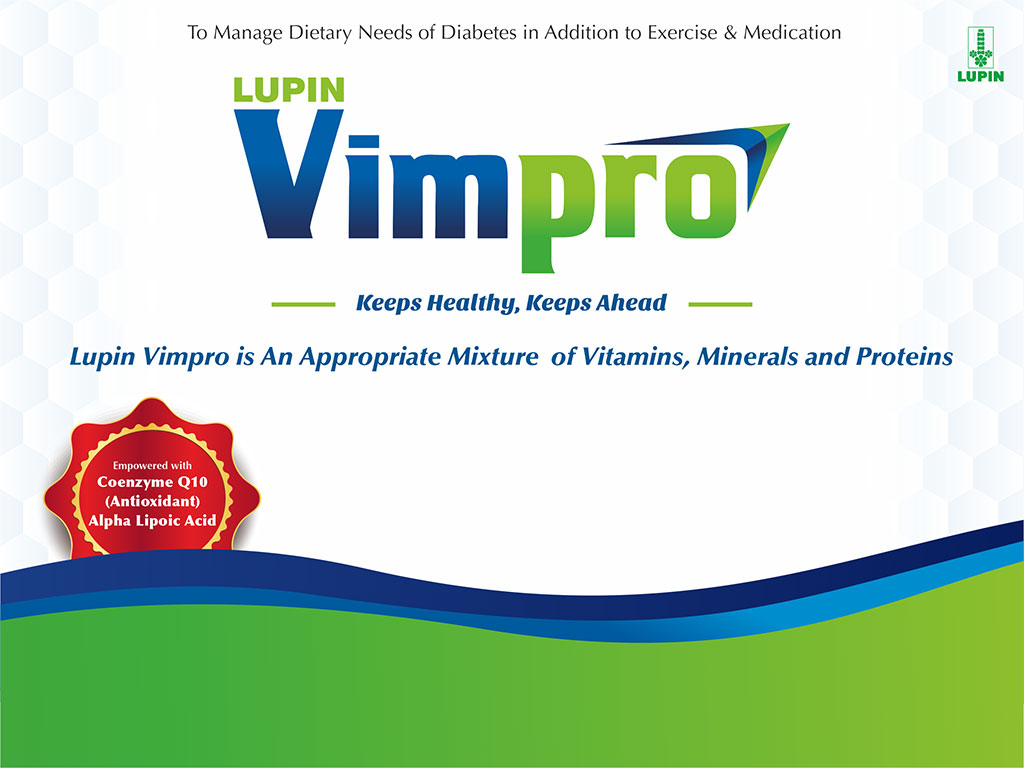 To Manage Dietary Needs of Diabetes in Addition to Exercise & Medication
LUPIN
LUPIN
Vimpro
Keeps Healthy, Keeps Ahead
Lupin Vimpro is An Appropriate Mixture of Vitamins, Minerals and Proteins
Empowered with
Coenzyme Q10
(Antioxidant)
Alpha Lipoic Acid